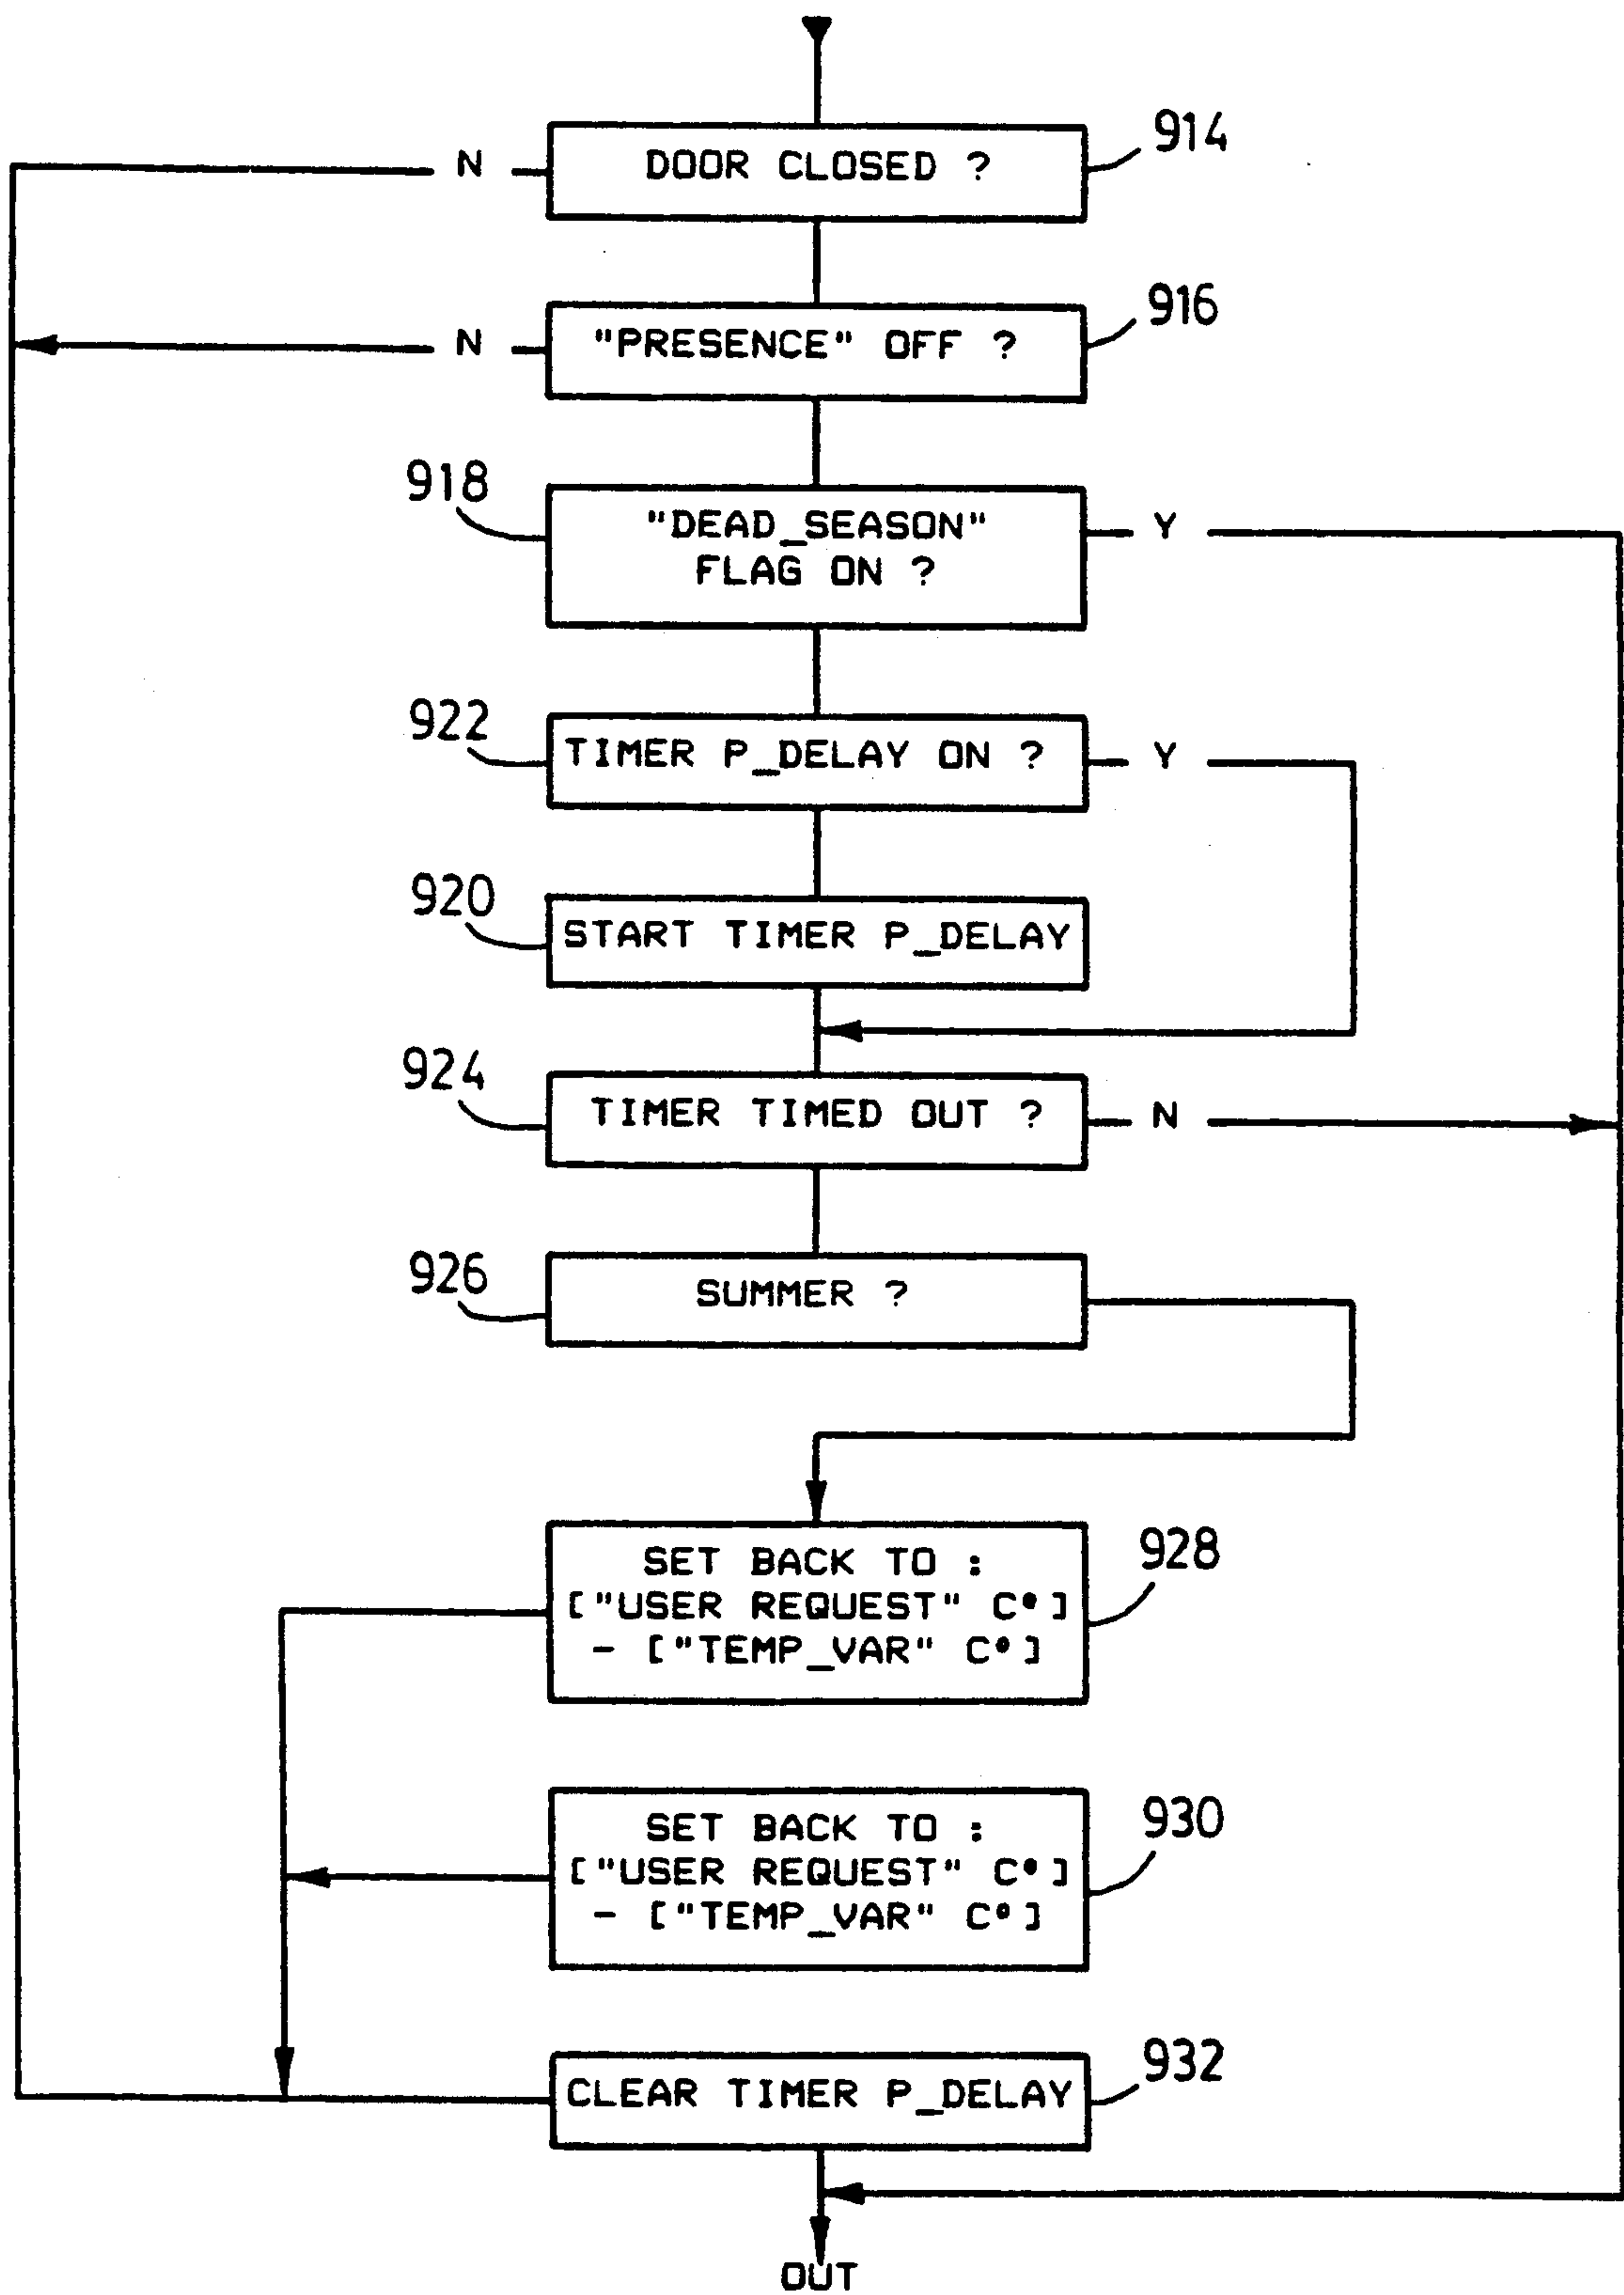 914
DOOR CLOSED ?
N
916
"PRESENCE" OFF ?
N
918
"DEAD_SEASON"
FLAG ON ?
Y
922
TIMER P_DELAY ON ?
Y
920
START TIMER P_DELAY
924
TIMER TIMED OUT ?
N
926
SUMMER ?
928
SET BACK TO :
["USER REQUEST" C°]
- ["TEMP_VAR" C°]
930
SET BACK TO :
["USER REQUEST" C°]
- ["TEMP_VAR" C°]
932
CLEAR TIMER P_DELAY
OUT